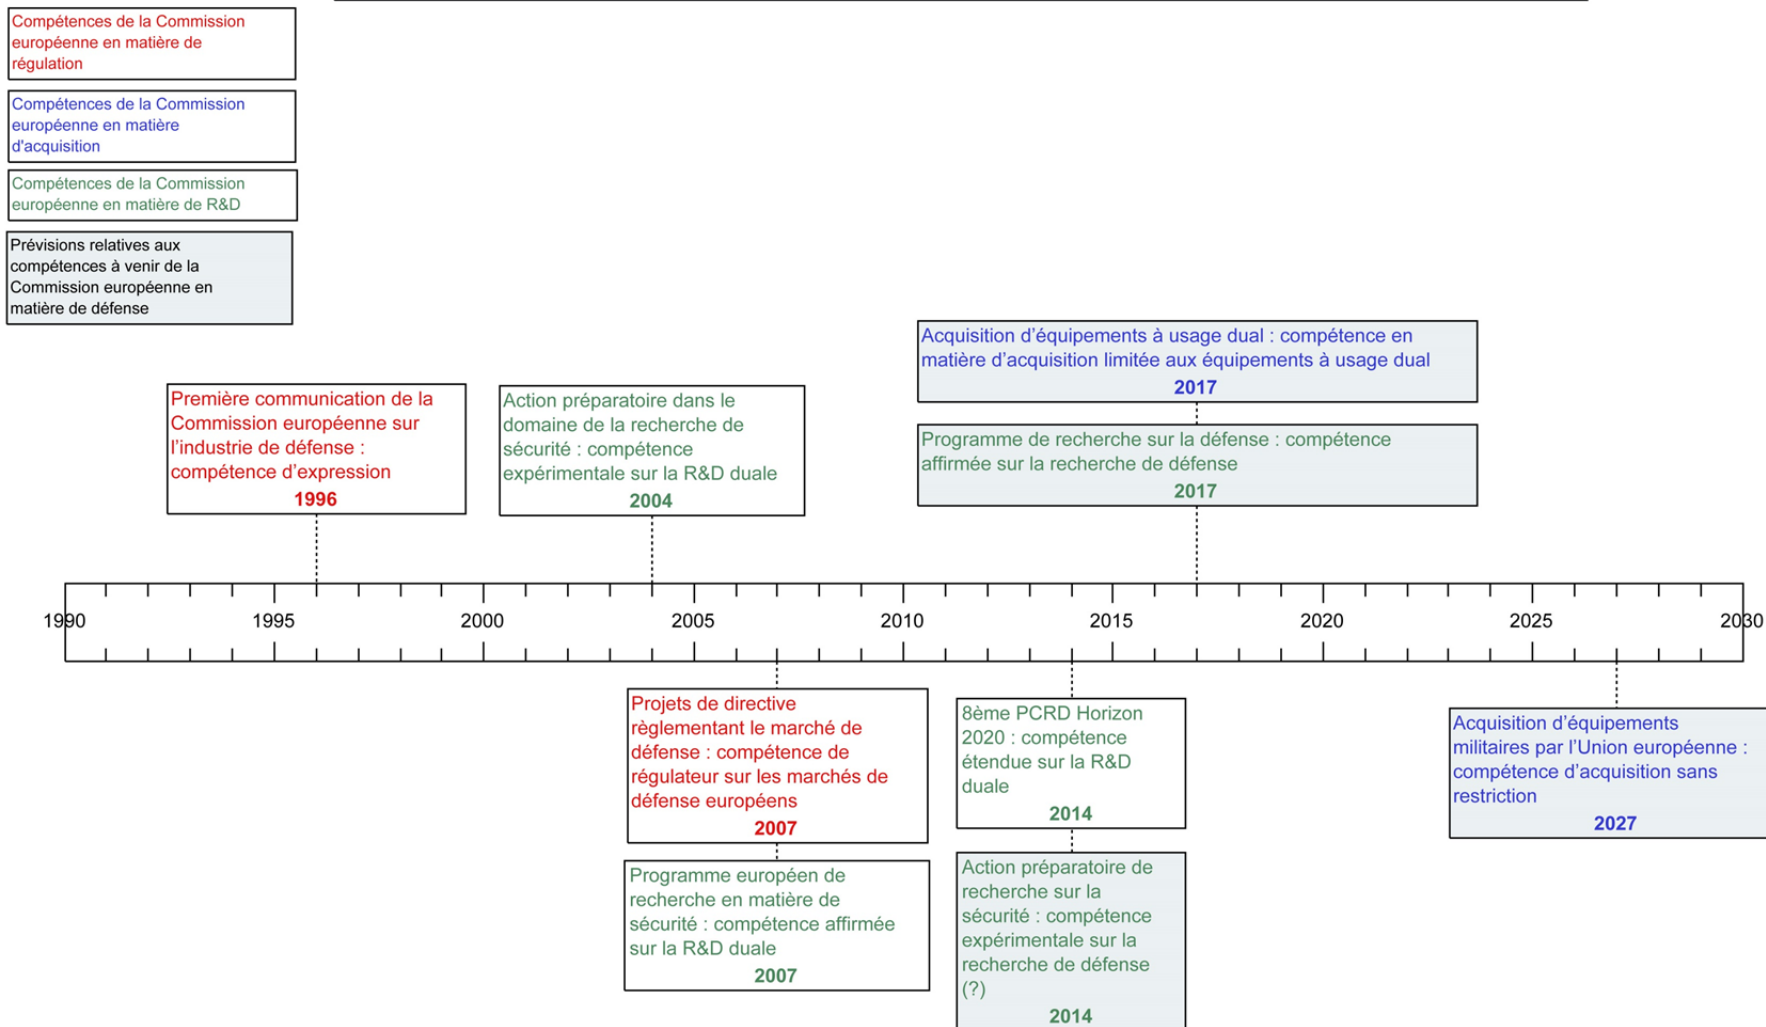 Compétences de la Commission
européenne en matière de
régulation
Compétences de la Commission
européenne en matière
d'acquisition
Compétences de la Commission
européenne en matière de R&D
Prévisions relatives aux
compétences à venir de la
Commission européenne en
matière de défense
Première communication de la
Commission européenne sur
l’industrie de défense :
compétence d’expression
1996
Action préparatoire dans le
domaine de la recherche de
sécurité : compétence
expérimentale sur la R&D duale
2004
Acquisition d’équipements à usage dual : compétence en
matière d’acquisition limitée aux équipements à usage dual
2017
Programme de recherche sur la défense : compétence
affirmée sur la recherche de défense
2017
1990 1995 2000 2005 2010 2015 2020 2025 2030
Projets de directive
règlementant le marché de
défense : compétence de
régulateur sur les marchés de
défense européens
2007
Programme européen de
recherche en matière de
sécurité : compétence affirmée
sur la R&D duale
2007
8ème PCRD Horizon
2020 : compétence
étendue sur la R&D
duale
2014
Action préparatoire de
recherche sur la
sécurité : compétence
expérimentale sur la
recherche de défense
(?)
2014
Acquisition d’équipements
militaires par l’Union européenne :
compétence d’acquisition sans
restriction
2027